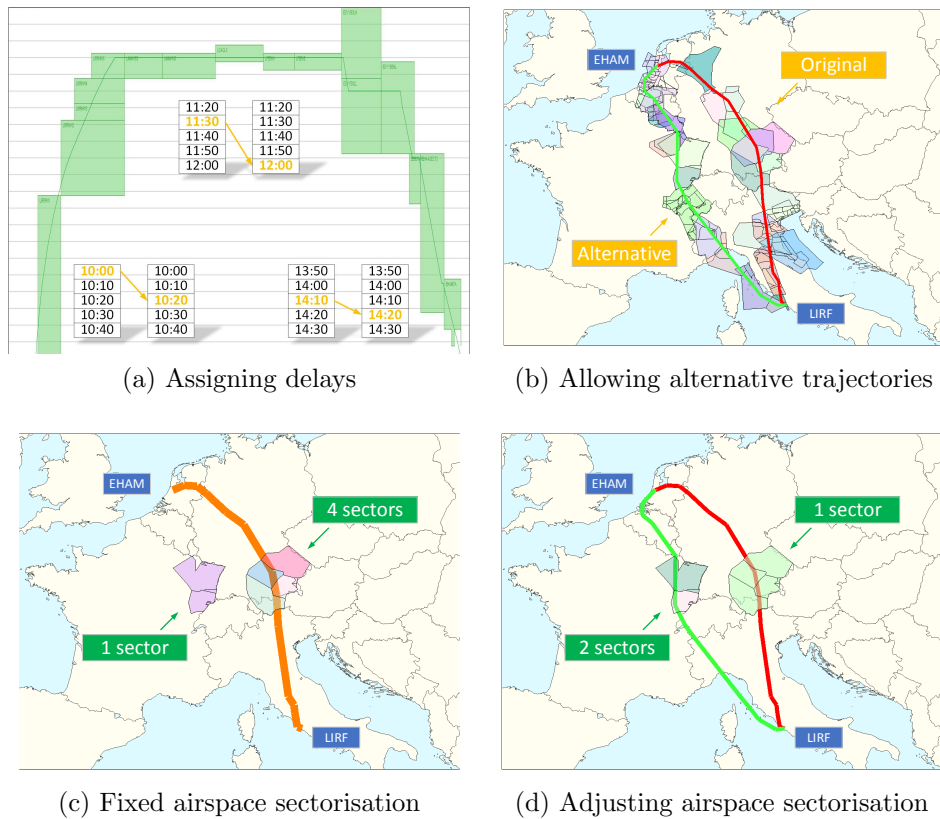 11:20 11:20
11:30 11:30
11:40 11:40
11:50 11:50
12:00 12:00
10:00 10:00
10:10 10:10
10:20 10:20
10:30 10:30
10:40 10:40
13:50 13:50
14:00 14:00
14:10 14:10
14:20 14:20
14:30 14:30
(a) Assigning delays
EHAM
Original
Alternative
LIRF
(b) Allowing alternative trajectories
EHAM
4 sectors
1 sector
LIRF
(c) Fixed airspace sectorisation
EHAM
1 sector
2 sectors
LIRF
(d) Adjusting airspace sectorisation